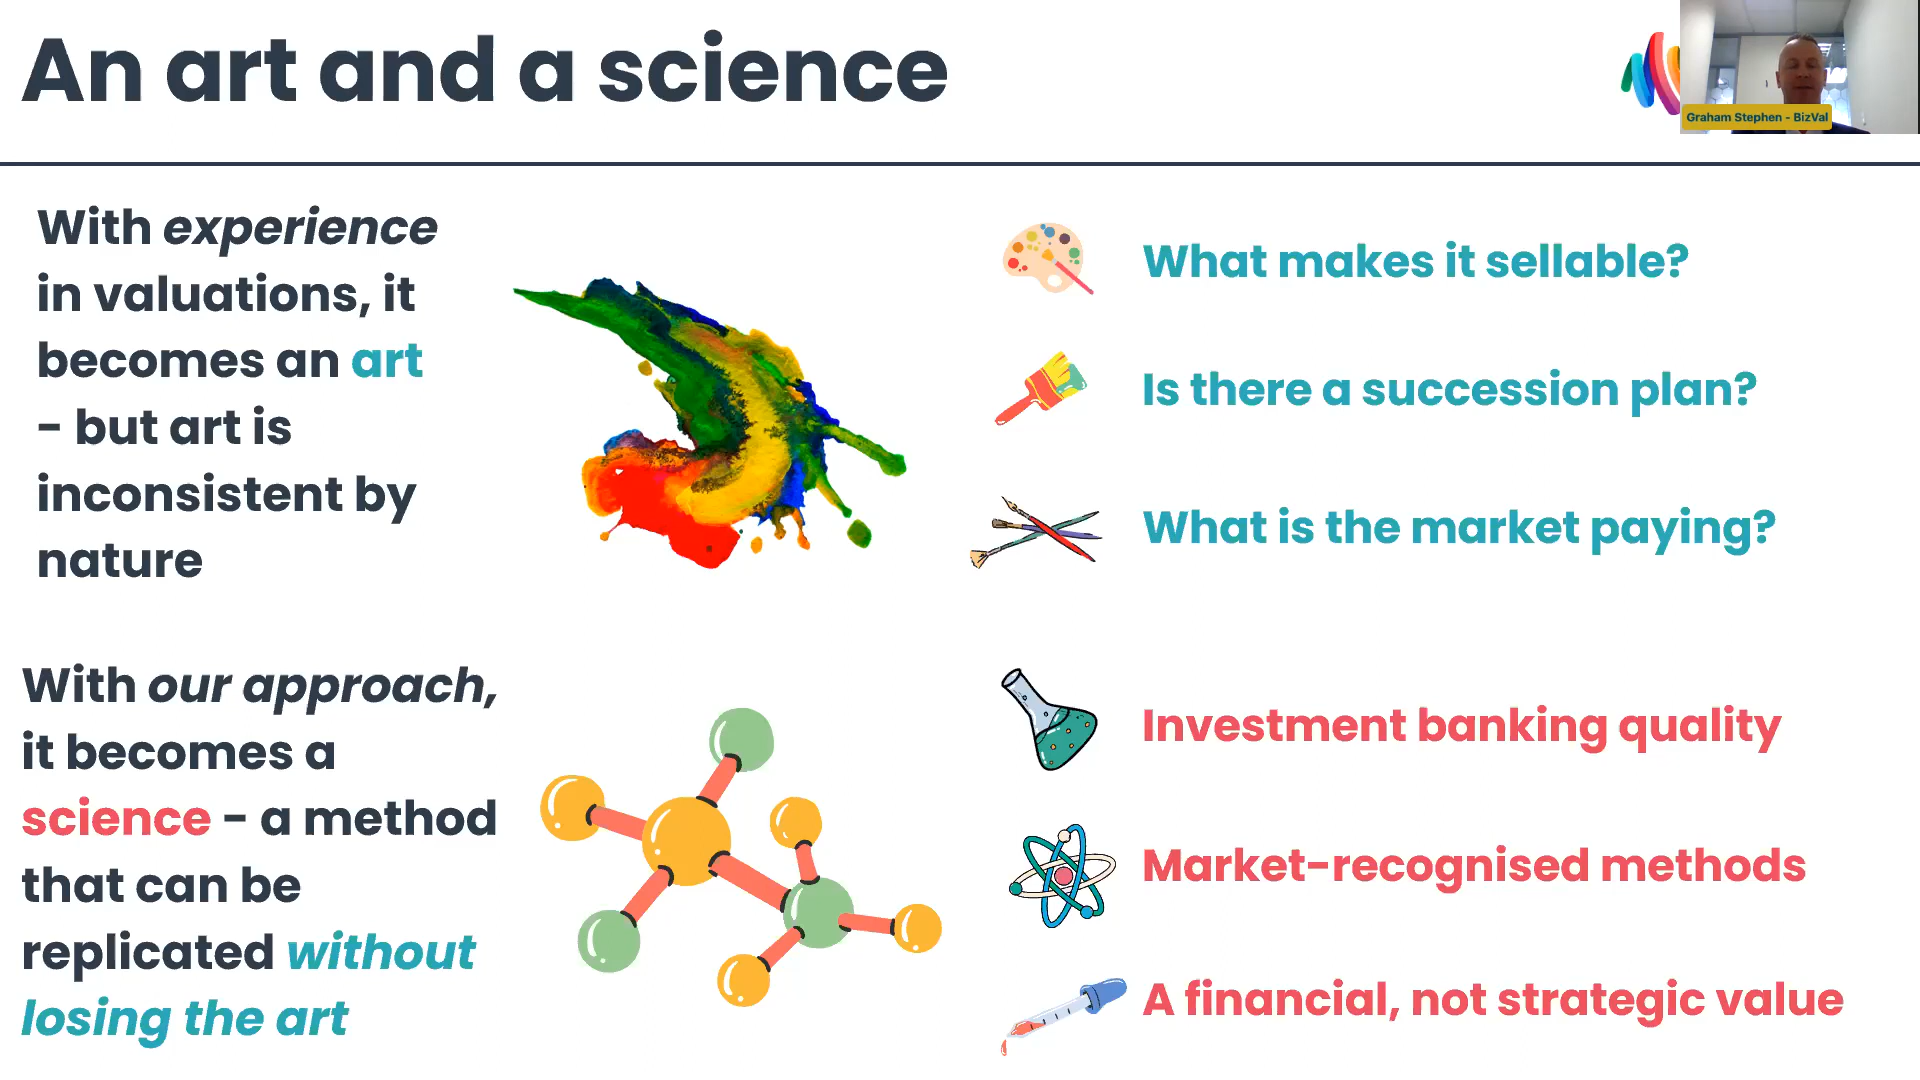 An art and a science
Graham Stephen - BizVal
With experience
in valuations, it
becomes an art
- but art is
inconsistent by
nature
What makes it sellable?
Is there a succession plan?
What is the market paying?
With our approach,
it becomes a
science - a method
that can be
replicated without
losing the art
Investment banking quality
Market-recognised methods
A financial, not strategic value